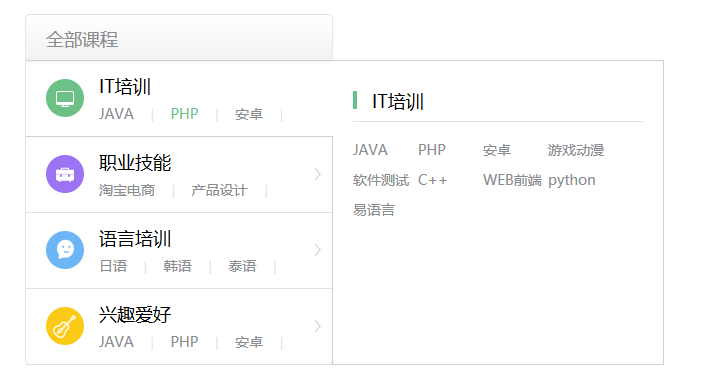 全部课程
IT培训
JAVA | PHP | 安卓 |
职业技能
淘宝电商 | 产品设计 |
语言培训
日语 | 韩语 | 泰语 |
兴趣爱好
JAVA | PHP | 安卓 |
IT培训
JAVA PHP 安卓 游戏动漫
软件测试 C++ WEB前端 python
易语言